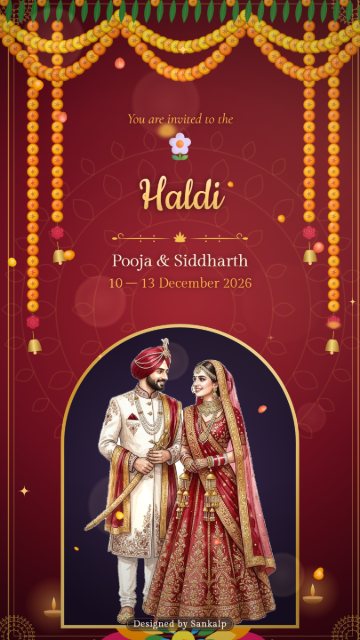 You are invited to the
Haldi
Pooja & Siddharth
10 — 13 December 2026
Designed by Sankalp